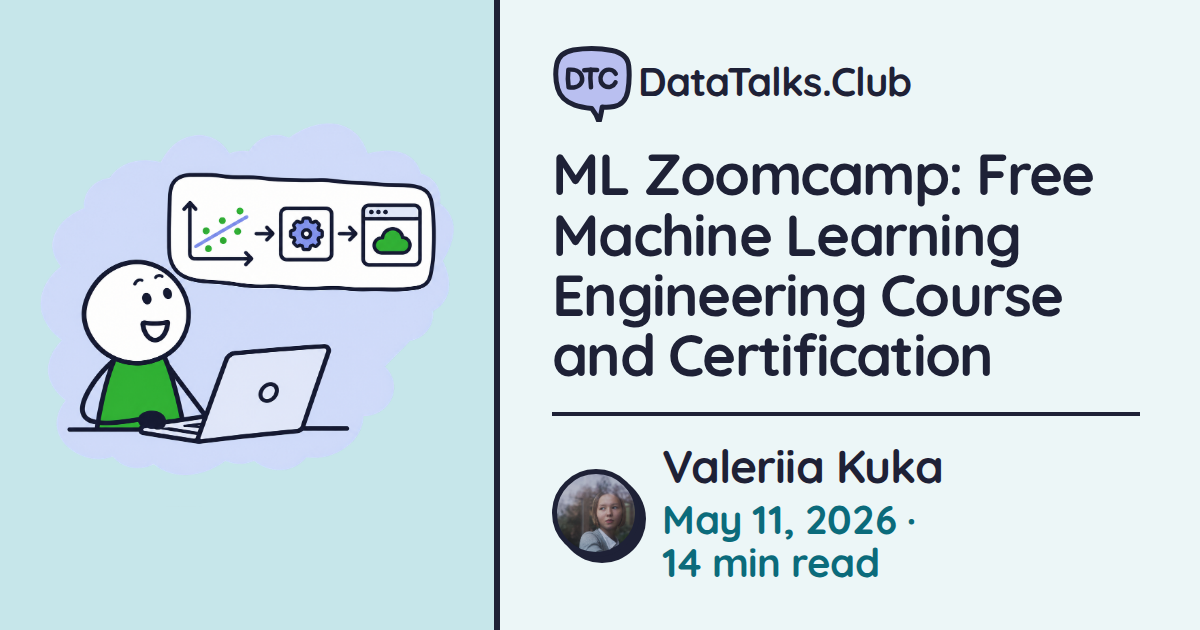 DTC DataTalks.Club
ML Zoomcamp: Free
Machine Learning
Engineering Course
and Certification
Valeriia Kuka
May 11, 2026 ·
14 min read